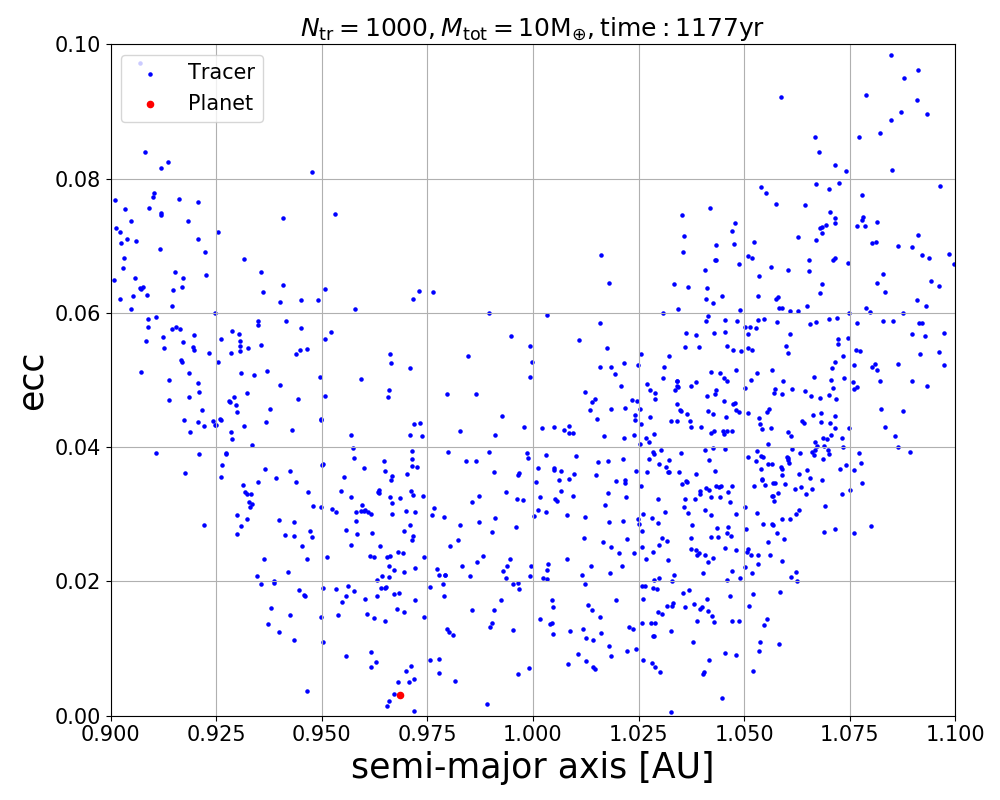 N_tr = 1000, M_tot = 10M_⊕, time : 1177yr
0.10
Tracer
Planet
0.08
0.06
ecc
0.04
0.02
0.00
0.900 0.925 0.950 0.975 1.000 1.025 1.050 1.075 1.100
semi-major axis [AU]